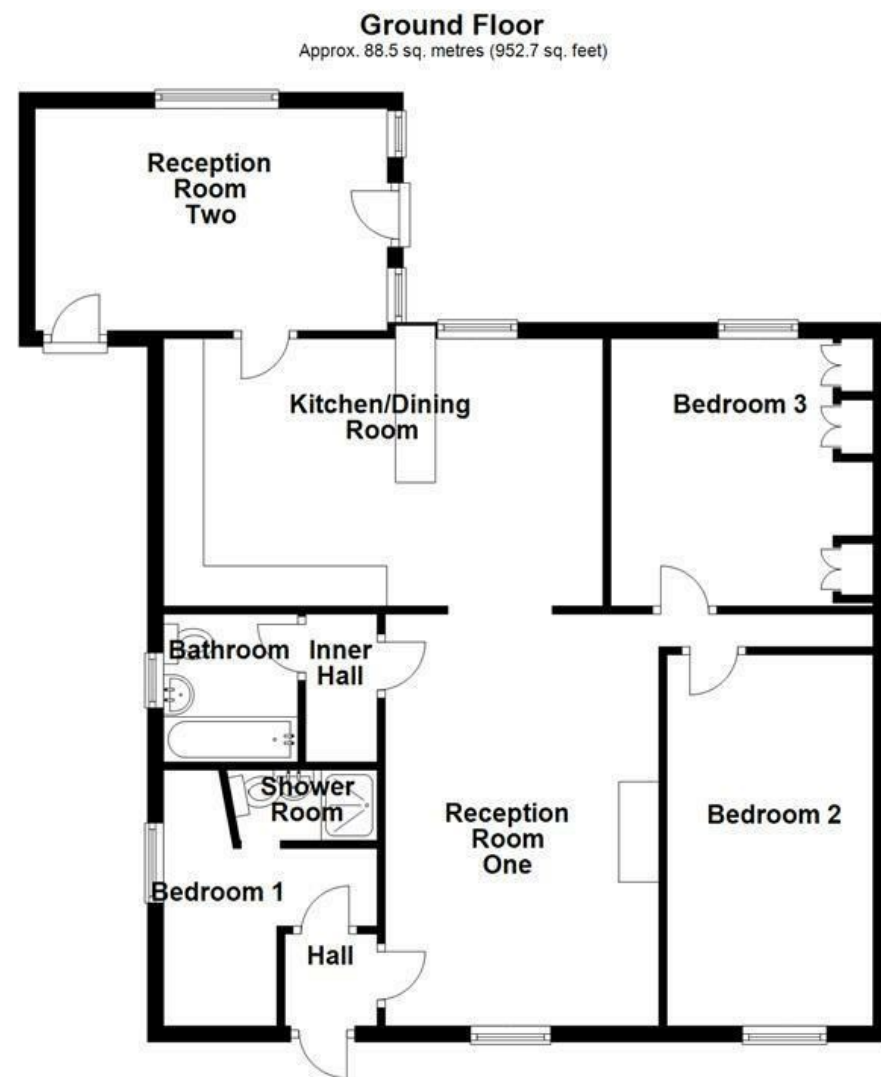 Ground Floor
Approx. 88.5 sq. metres (952.7 sq. feet)
Reception
Room
Two
Kitchen/Dining
Room
Bedroom 3
Bathroom
Inner
Hall
Shower
Room
Reception
Room
One
Bedroom 2
Bedroom 1
Hall